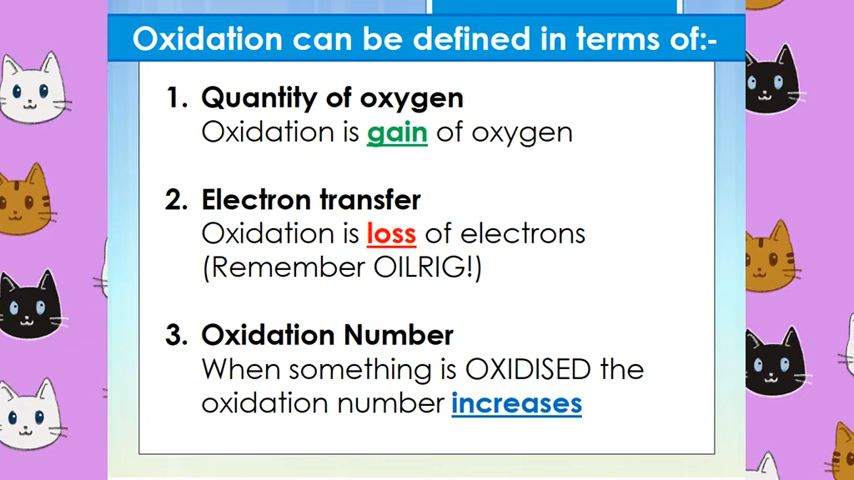 Oxidation can be defined in terms of:-
1. Quantity of oxygen
Oxidation is gain of oxygen
2. Electron transfer
Oxidation is loss of electrons
(Remember OILRIG!)
3. Oxidation Number
When something is OXIDISED the
oxidation number increases